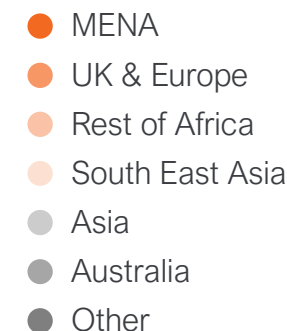 MENA
UK & Europe
Rest of Africa
South East Asia
Asia
Australia
Other